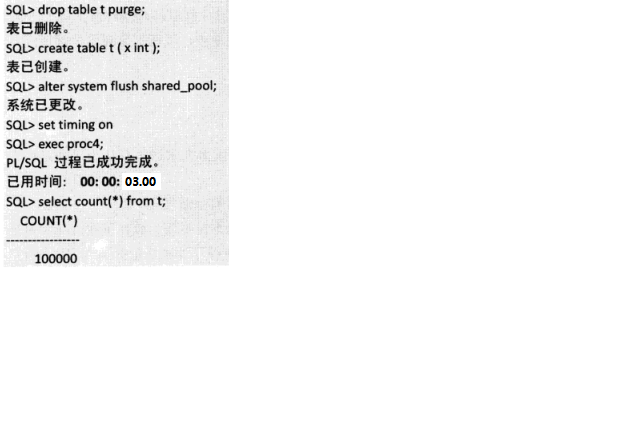 SQL> drop table t purge;
表已删除。
SQL> create table t ( x int );
表已创建。
SQL> alter system flush shared_pool;
系统已更改。
SQL> set timing on
SQL> exec proc4;
PL/SQL 过程已成功完成。
已用时间: 00: 00: 03.00
SQL> select count(*) from t;
COUNT(*)
-----------------
100000